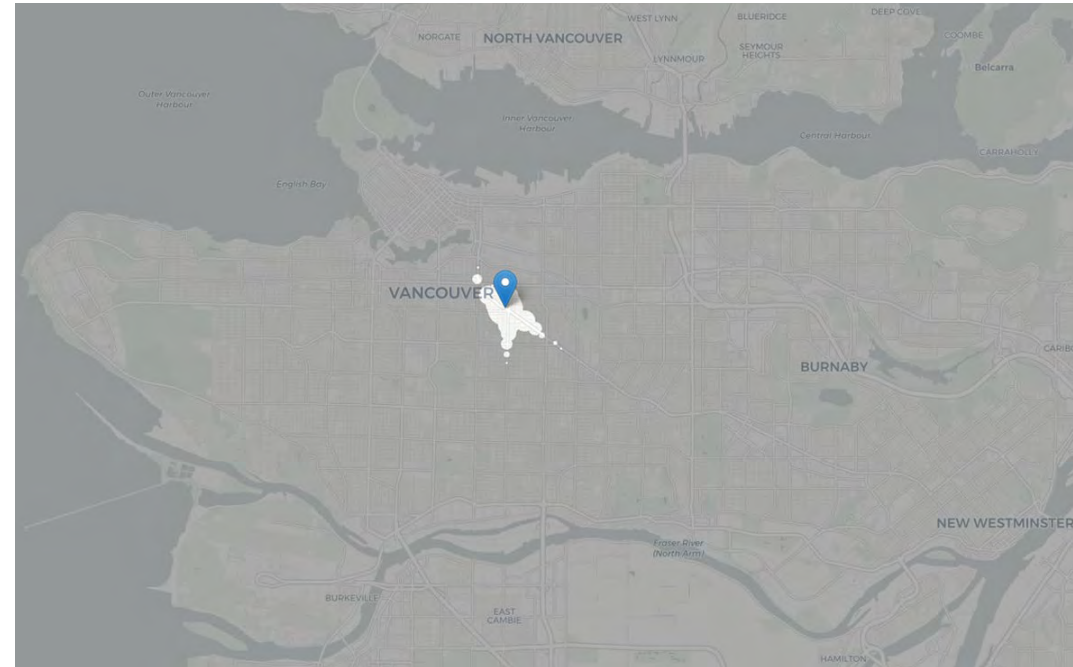 WEST LYNN
BLUERIDGE
DEEP COVE
NORGATE
NORTH VANCOUVER
COOMBE
SEYMOUR
HEIGHTS
LYNNMOUR
Belcarra
Outer Vancouver
Harbour
Inner Vancouver
Harbour
Central Harbour
CARRAHOLLY
English Bay
VANCOUVER
CARIBO
BURNABY
NEW WESTMINSTER
Fraser River
(North Arm)
BURKEVILLE
EAST
CAMBIE
HAMILTON